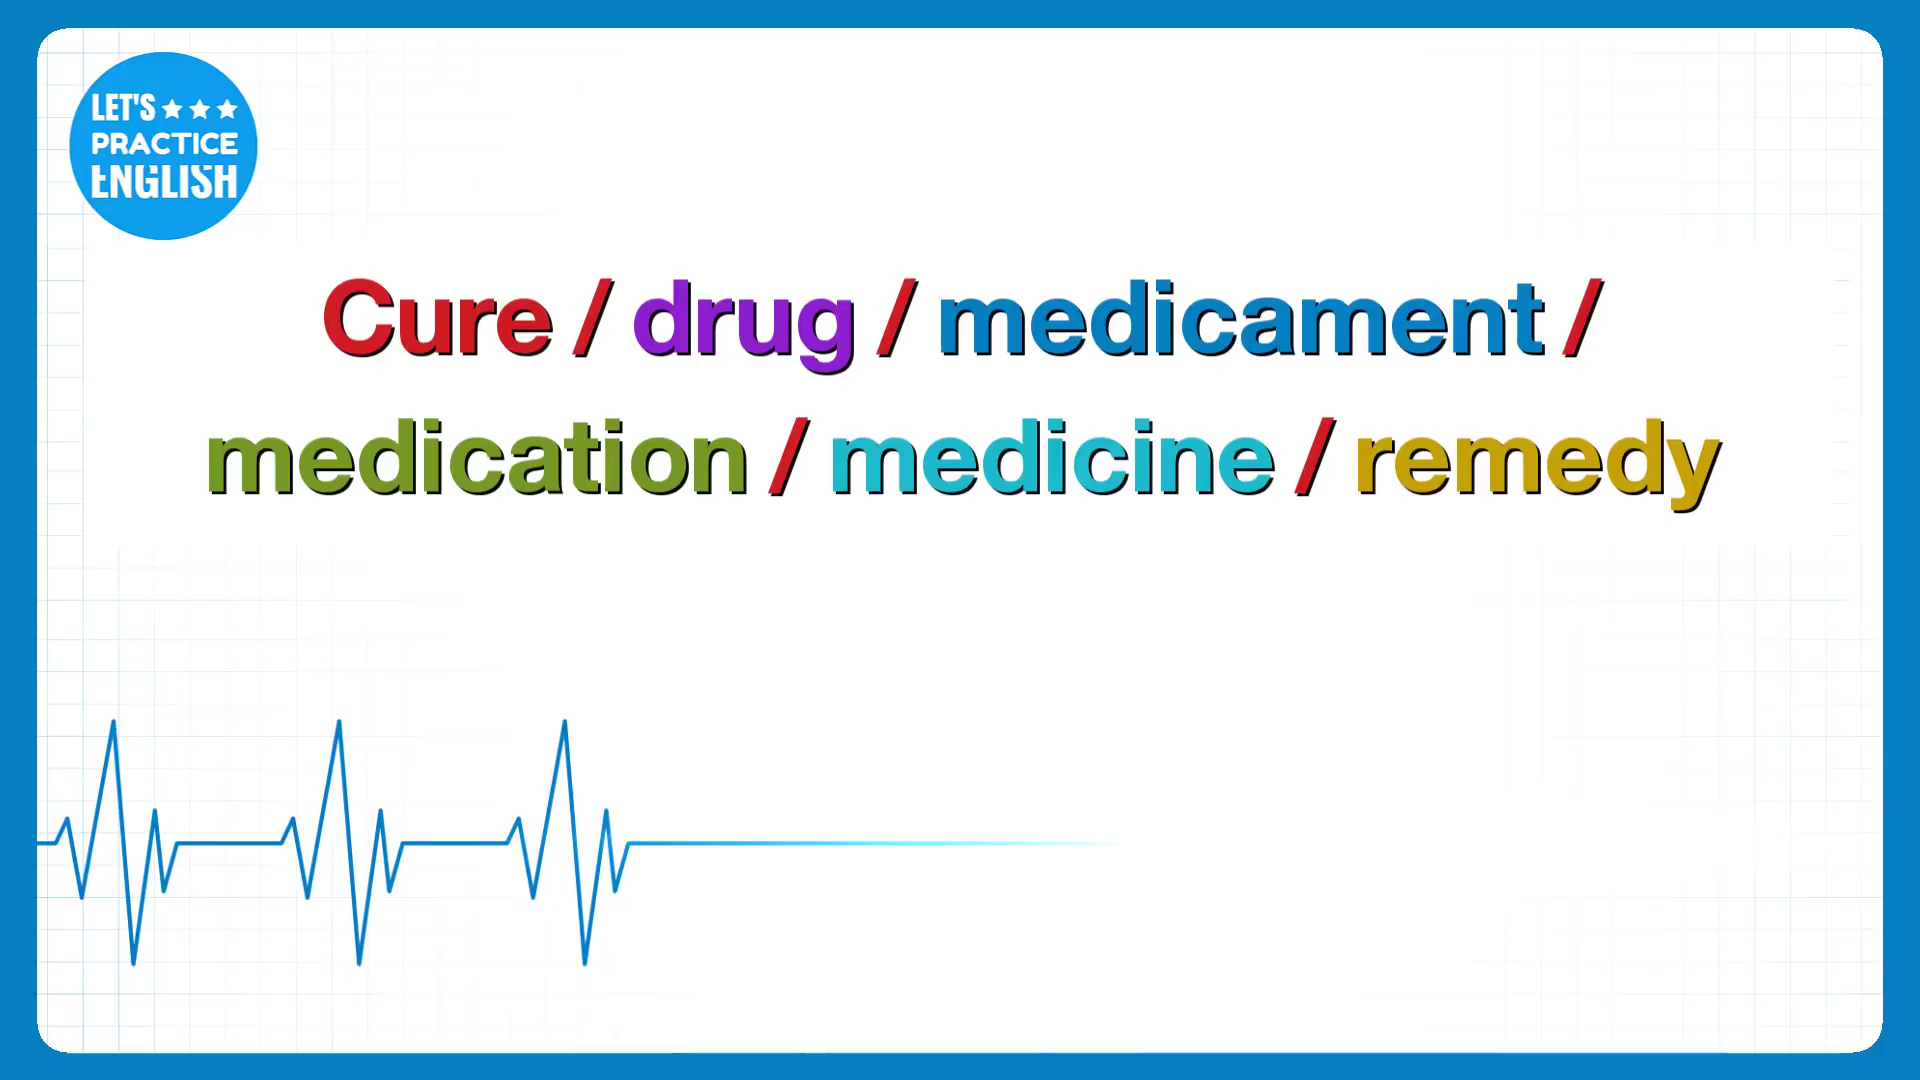 LET'S
PRACTICE
ENGLISH
Cure / drug / medicament /
medication / medicine / remedy